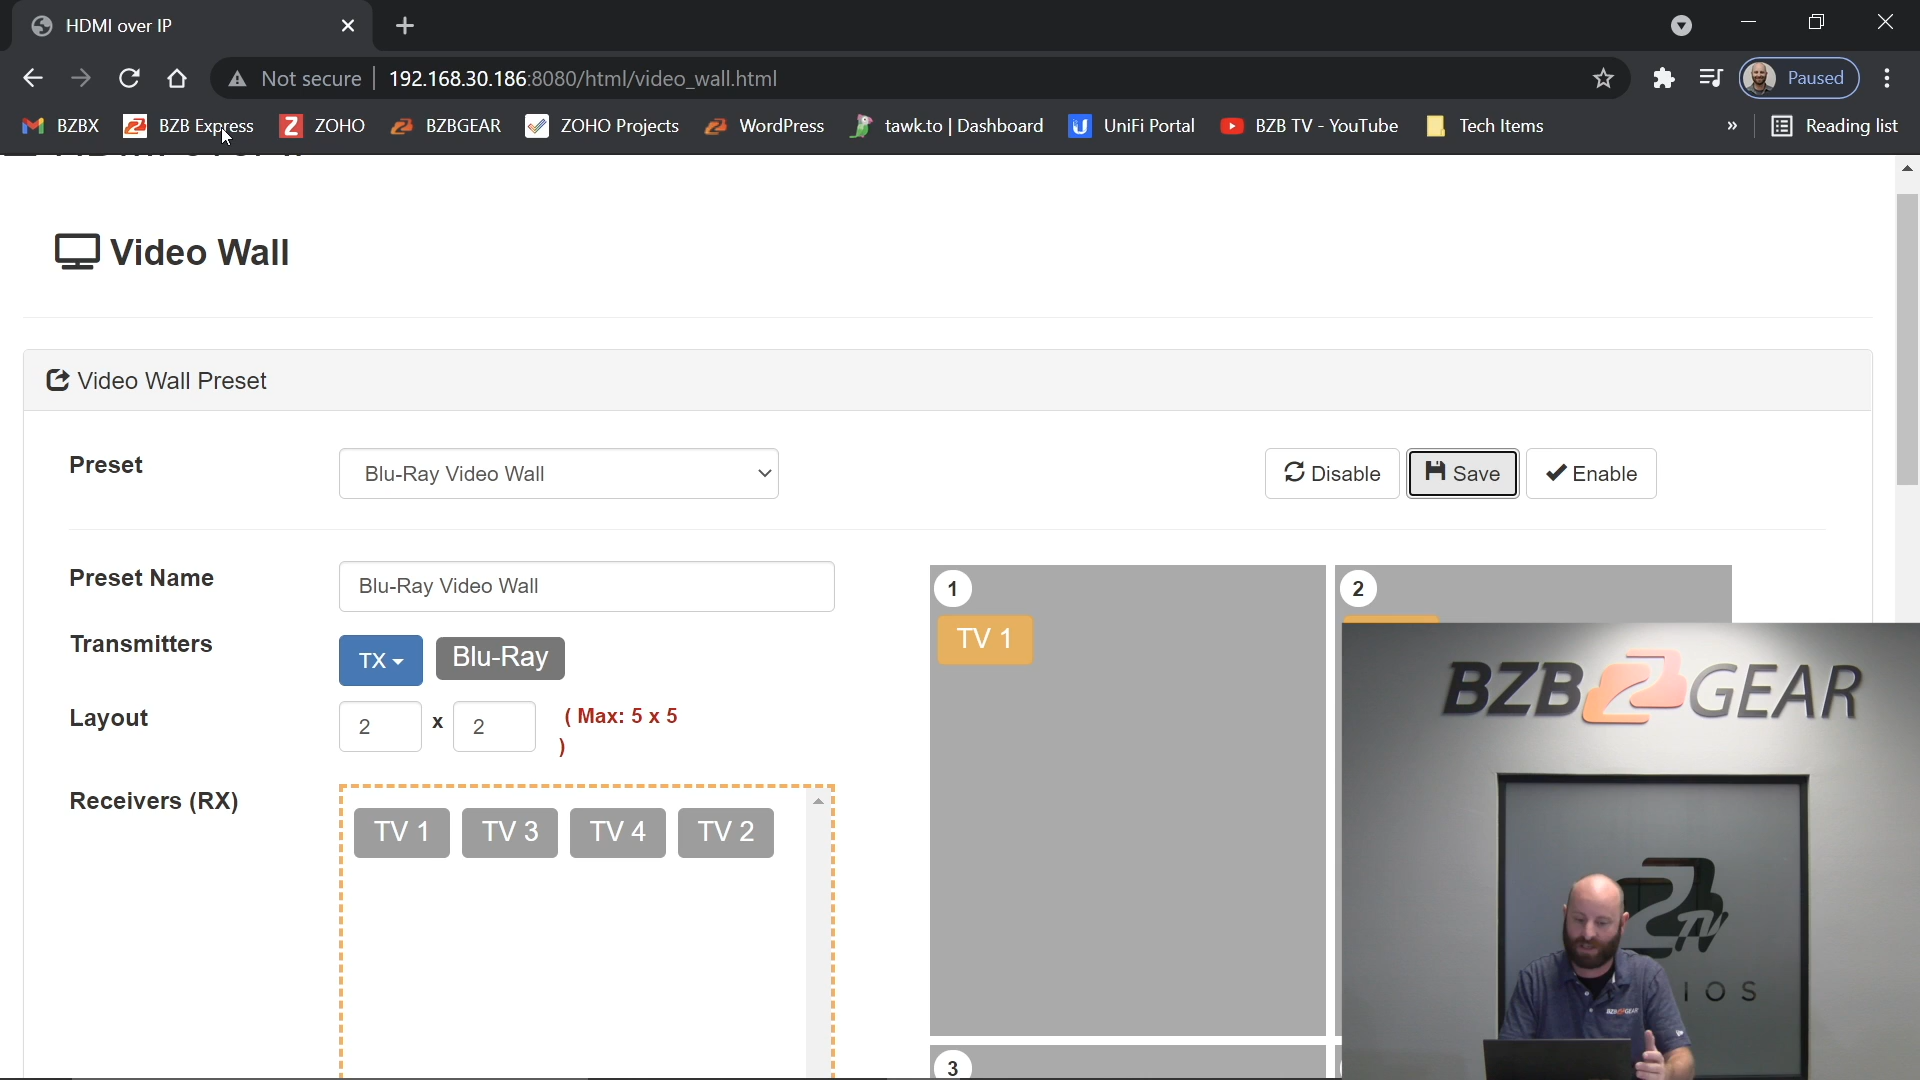 HDMI over IP
Not secure
192.168.30.186:8080/html/video_wall.html
Paused
BZBX
BZB Express
ZOHO
BZBGEAR
ZOHO Projects
WordPress
tawk.to | Dashboard
UniFi Portal
BZB TV - YouTube
Tech Items
»
Reading list
Video Wall
Video Wall Preset
Preset
Blu-Ray Video Wall
Disable
Save
Enable
Preset Name
Blu-Ray Video Wall
Transmitters
TX
Blu-Ray
Layout
2 x 2
( Max: 5 x 5
)
Receivers (RX)
TV 1
TV 3
TV 4
TV 2
1
TV 1
2
3
BZB GEAR
TV
IOS
BZBGEAR